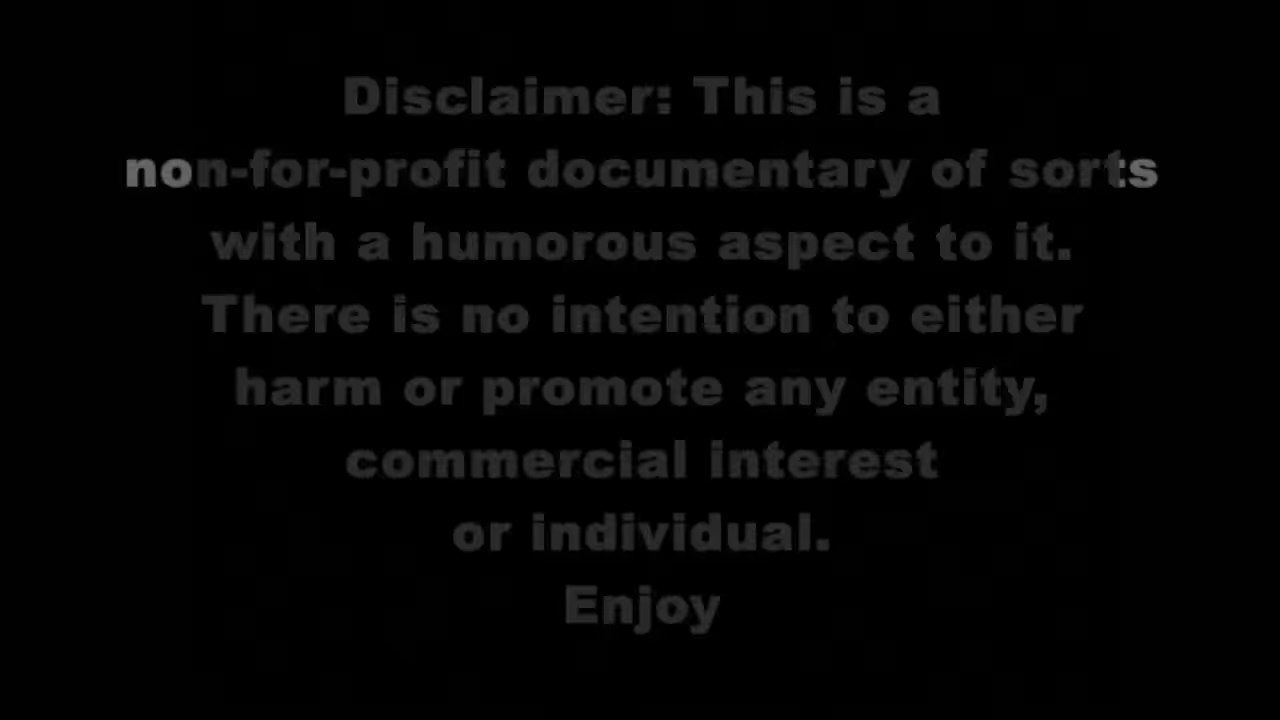 Disclaimer: This is a
non-for-profit documentary of sorts
with a humorous aspect to it.
There is no intention to either
harm or promote any entity,
commercial interest
or individual.
Enjoy